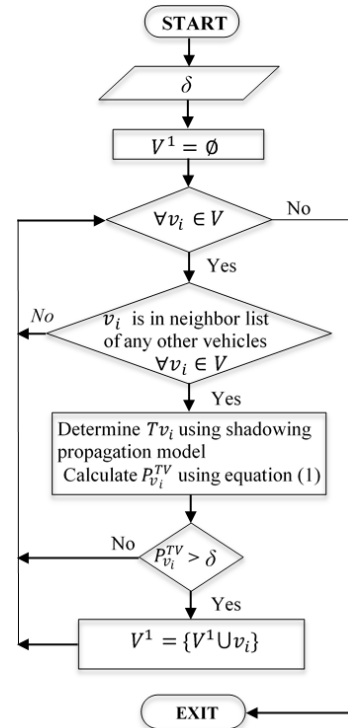 START
δ
V¹ = ∅
∀vᵢ ∈ V
No
Yes
No
vᵢ is in neighbor list
of any other vehicles
∀vᵢ ∈ V
Yes
Determine Tvᵢ using shadowing
propagation model
Calculate P_{vᵢ}^{TV} using equation (1)
No
P_{vᵢ}^{TV} > δ
Yes
V¹ = {V¹⋃vᵢ}
EXIT